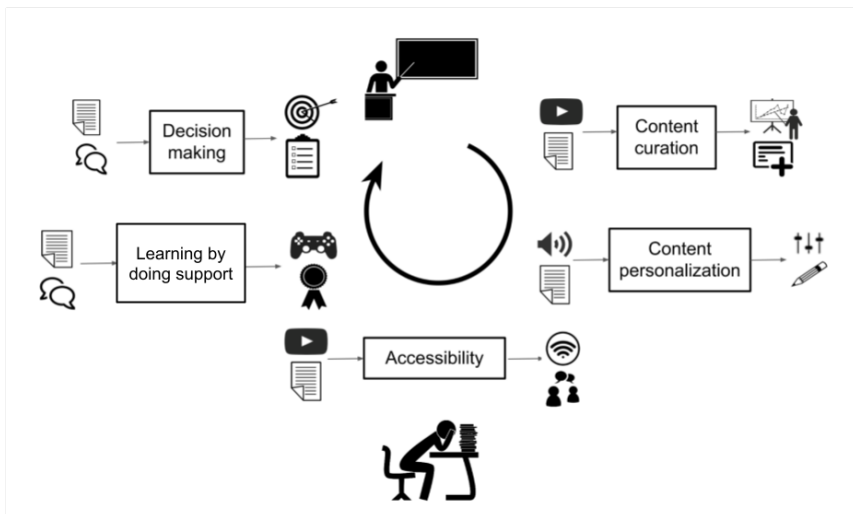 Decision
making
Content
curation
Learning by
doing support
Content
personalization
Accessibility